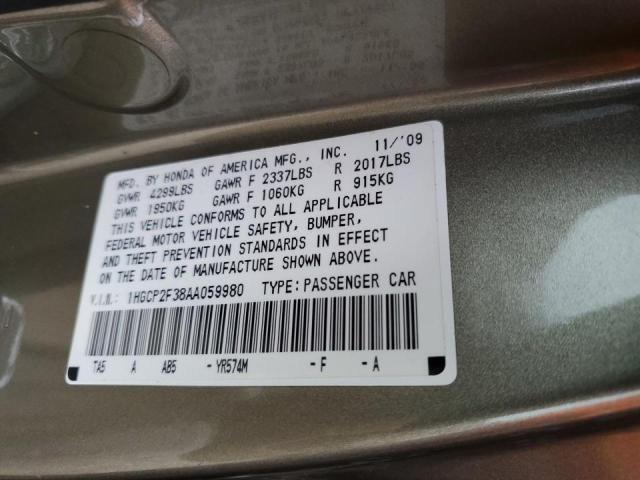 MFD. BY HONDA OF AMERICA MFG., INC. 11/'09
GVWR 4299LBS GAWR F 2337LBS R 2017LBS
GVWR 1950KG GAWR F 1060KG R 915KG
THIS VEHICLE CONFORMS TO ALL APPLICABLE
FEDERAL MOTOR VEHICLE SAFETY, BUMPER,
AND THEFT PREVENTION STANDARDS IN EFFECT
ON THE DATE OF MANUFACTURE SHOWN ABOVE.
V.I.N.: 1HGCP2F38AA059980 TYPE: PASSENGER CAR
TA5 A AB5 - YR574M - F - A